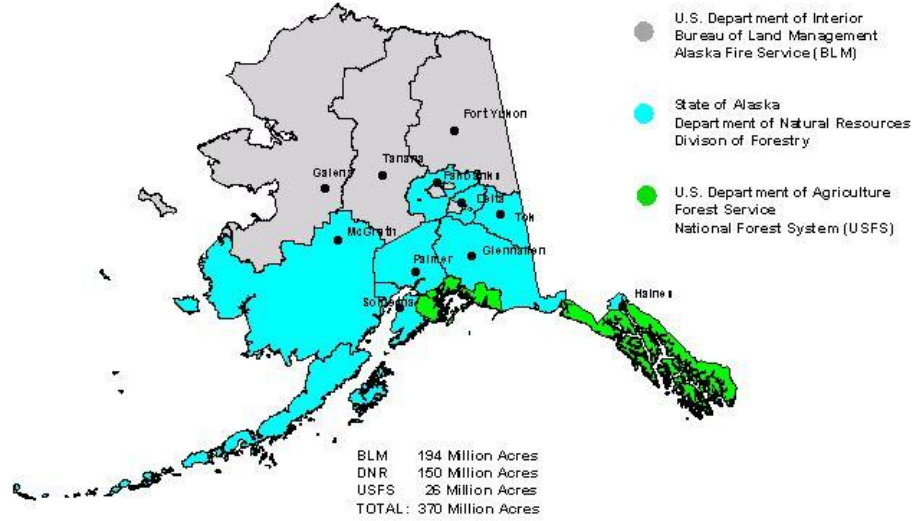 U.S. Department of Interior
Bureau of Land Management
Alaska Fire Service (BLM)
State of Alaska
Department of Natural Resources
Divison of Forestry
U.S. Department of Agriculture
Forest Service
National Forest System (USFS)
Fort Yukon
Tanana
Galena
Fairbanks
Delta
Tok
McGrath
Glennallen
Palmer
Soldotna
Haines
BLM 194 Million Acres
DNR 150 Million Acres
USFS 26 Million Acres
TOTAL: 370 Million Acres